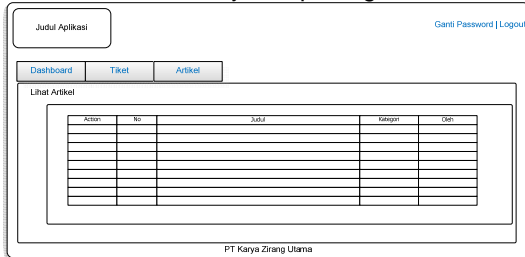 Judul Aplikasi
Ganti Password | Logout
Dashboard Tiket Artikel
Lihat Artikel
Action No Judul Kategori Oleh
PT Karya Zirang Utama